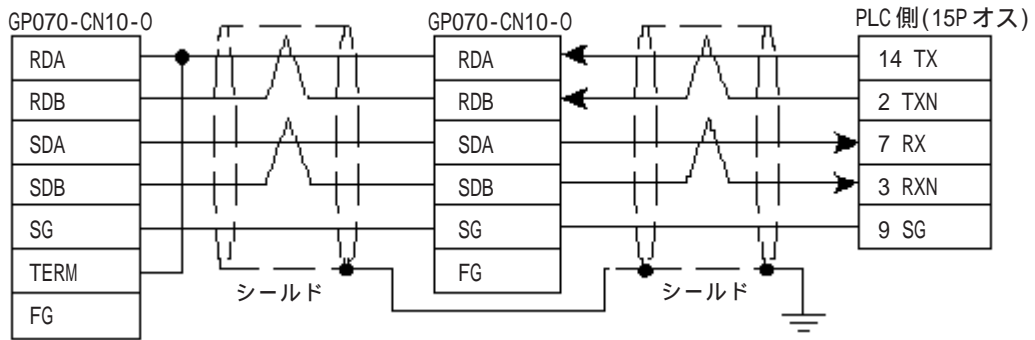 GP070-CN10-0
RDA
RDB
SDA
SDB
SG
TERM
FG
シールド
GP070-CN10-0
RDA
RDB
SDA
SDB
SG
FG
シールド
PLC側(15Pオス)
14 TX
2 TXN
7 RX
3 RXN
9 SG